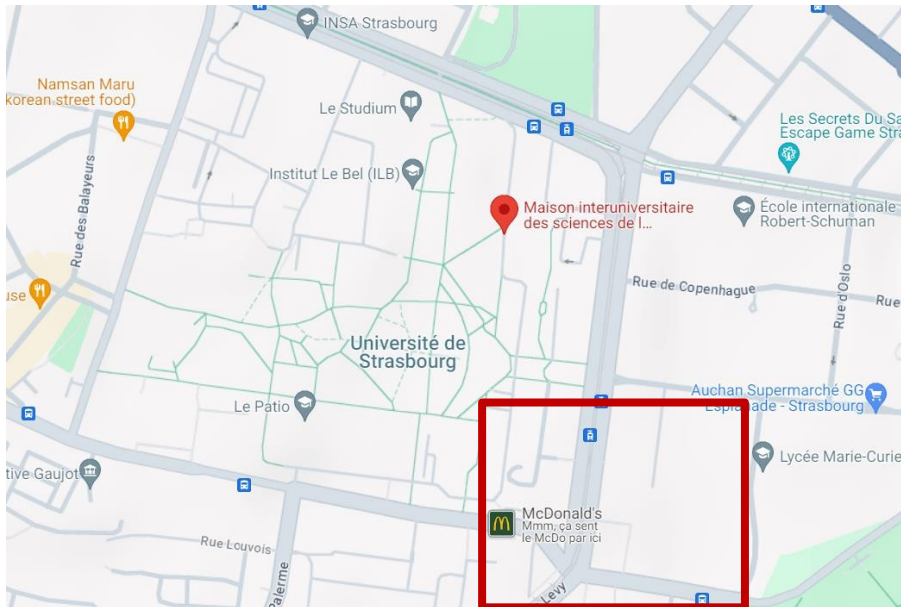 INSA Strasbourg
Namsan Maru
korean street food)
Le Studium
Les Secrets Du Sa
Escape Game Stra
Institut Le Bel (ILB)
Rue des Balayeurs
Maison interuniversitaire
des sciences de l...
École internationale
Robert-Schuman
Rue de Copenhague
Rue d'Oslo
Rue
use
Université de
Strasbourg
Le Patio
Auchan Supermarché GG
Esplanade - Strasbourg
Lycée Marie-Curie
tive Gaujot
McDonald's
Mmm, ça sent
le McDo par ici
Rue Louvois
Palerme
Levy